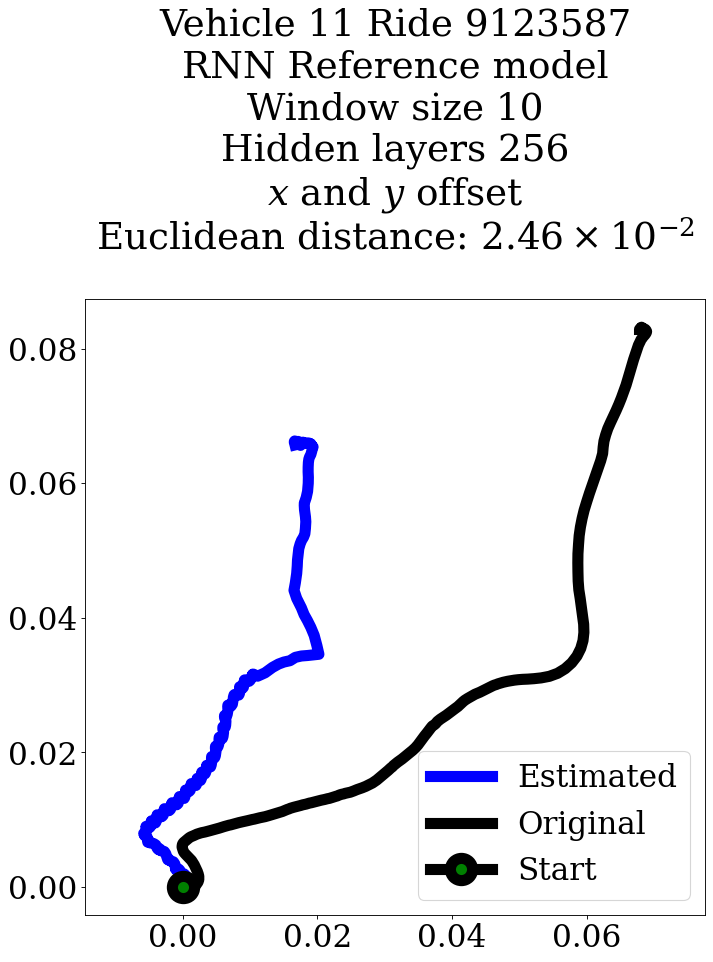 Vehicle 11 Ride 9123587
RNN Reference model
Window size 10
Hidden layers 256
x and y offset
Euclidean distance: 2.46 × 10⁻²
0.08
0.06
0.04
0.02
0.00
Estimated
Original
Start
0.00 0.02 0.04 0.06